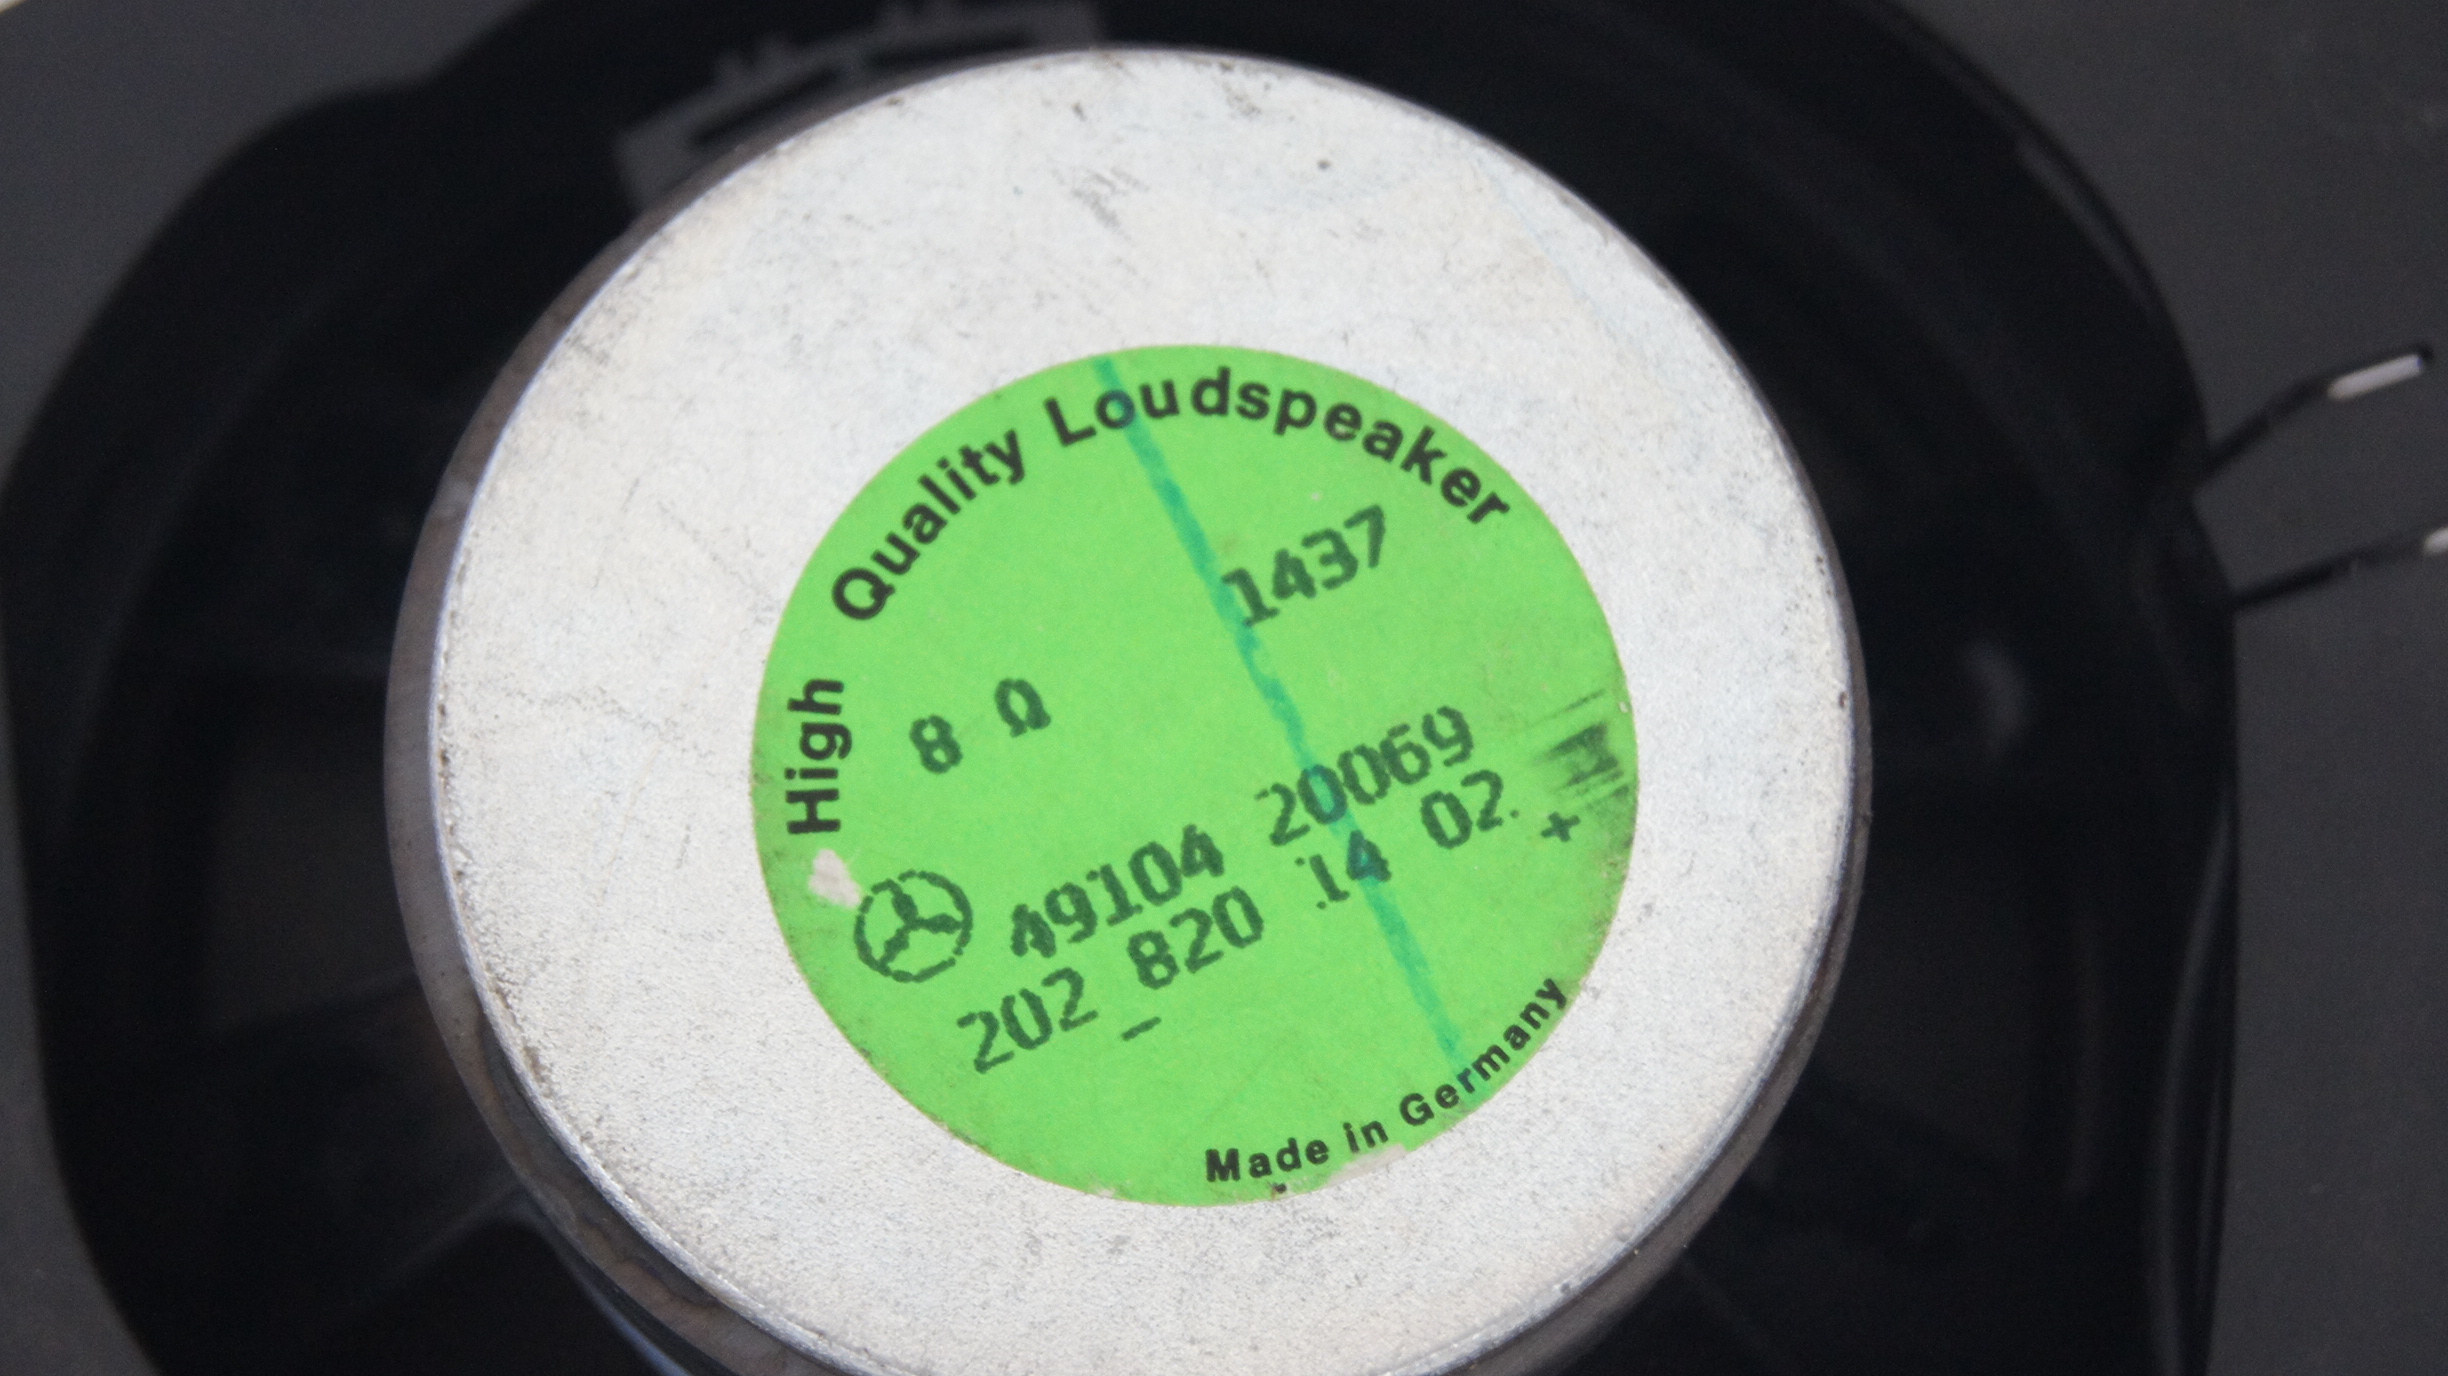 High Quality Loudspeaker
1437
8 Ω
49104 20069
202 820 14 02
- +
Made in Germany